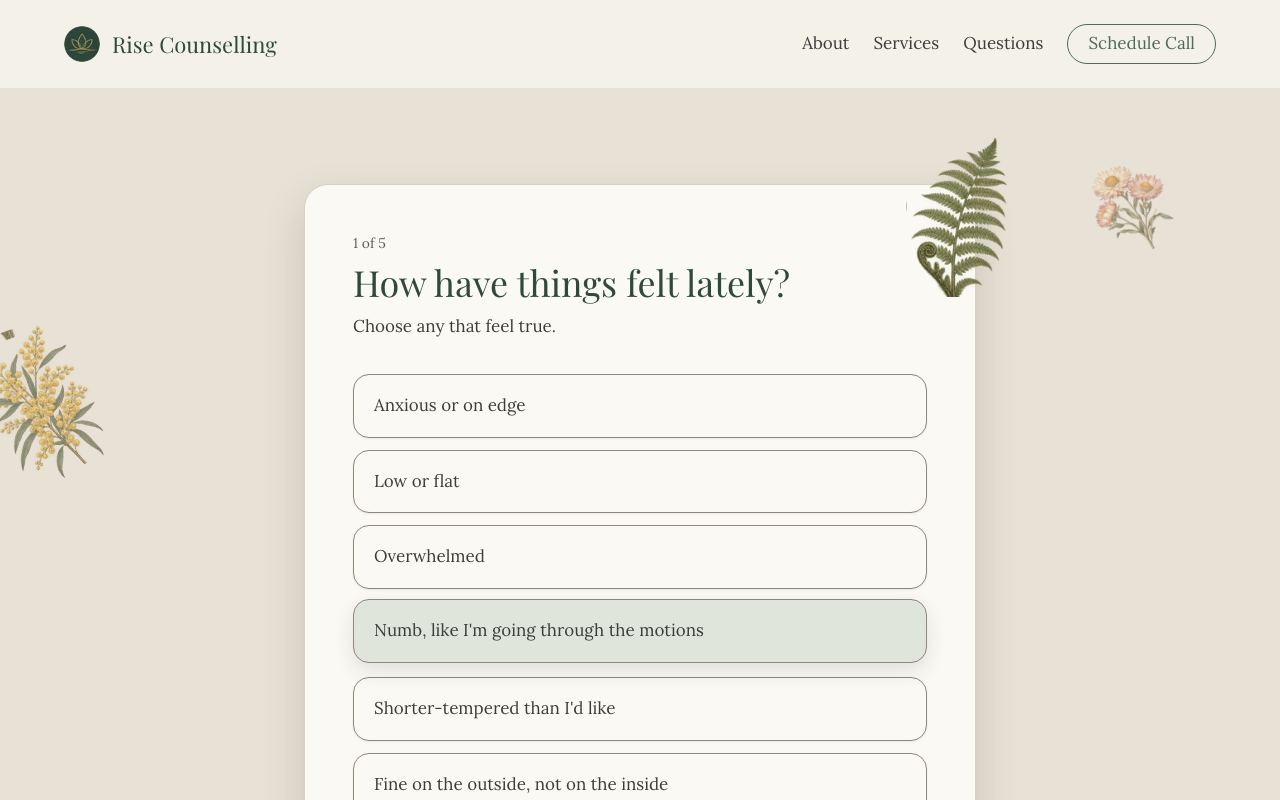 Rise Counselling
About
Services
Questions
Schedule Call
1 of 5
How have things felt lately?
Choose any that feel true.
Anxious or on edge
Low or flat
Overwhelmed
Numb, like I'm going through the motions
Shorter-tempered than I'd like
Fine on the outside, not on the inside